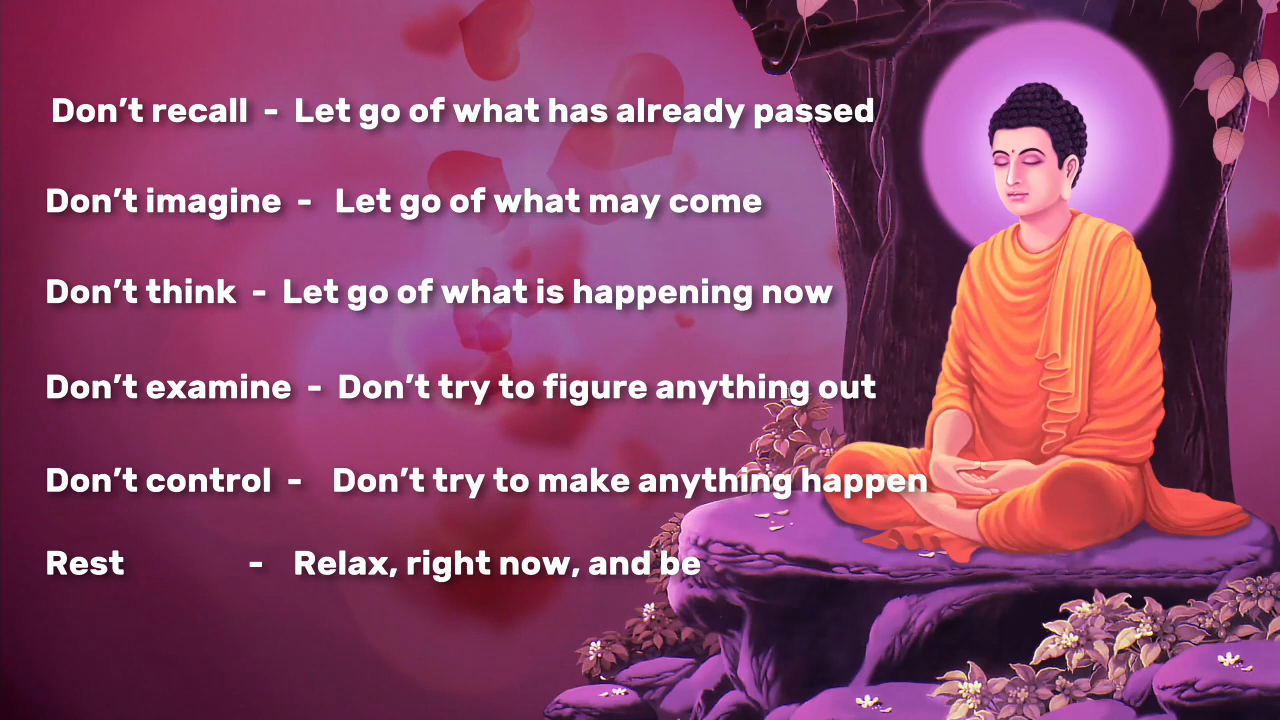 Don’t recall - Let go of what has already passed
Don’t imagine - Let go of what may come
Don’t think - Let go of what is happening now
Don’t examine - Don’t try to figure anything out
Don’t control - Don’t try to make anything happen
Rest - Relax, right now, and be